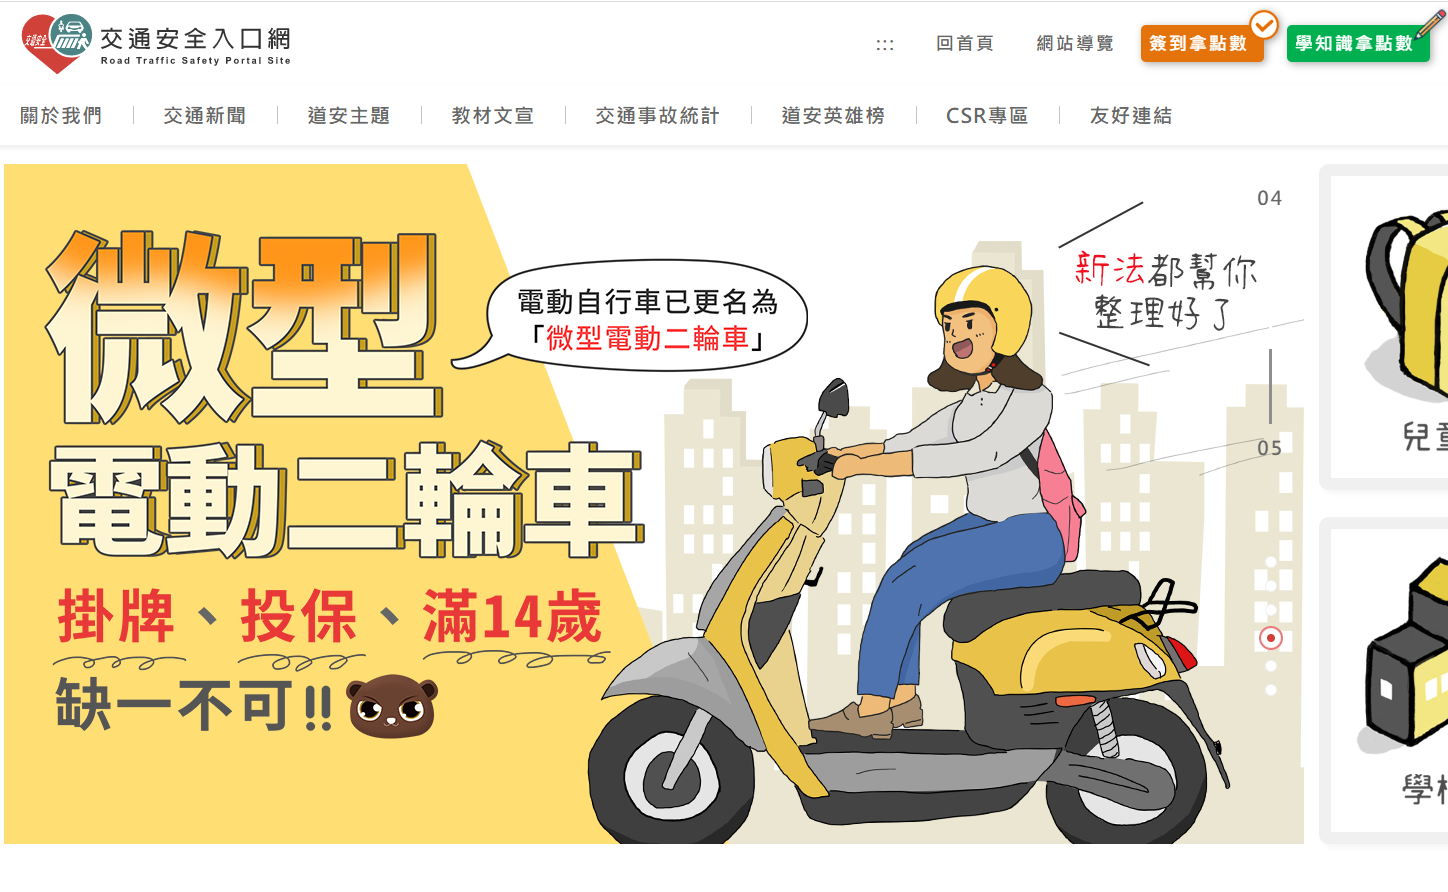 交通安全
交通安全入口網
Road Traffic Safety Portal Site
:::
回首頁
網站導覽
簽到拿點數
學知識拿點數
關於我們
交通新聞
道安主題
教材文宣
交通事故統計
道安英雄榜
CSR專區
友好連結
微型
電動二輪車
掛牌、投保、滿14歲
缺一不可!!
電動自行車已更名為
「微型電動二輪車」
新法都幫你
整理好了
04
05
兒童
學校